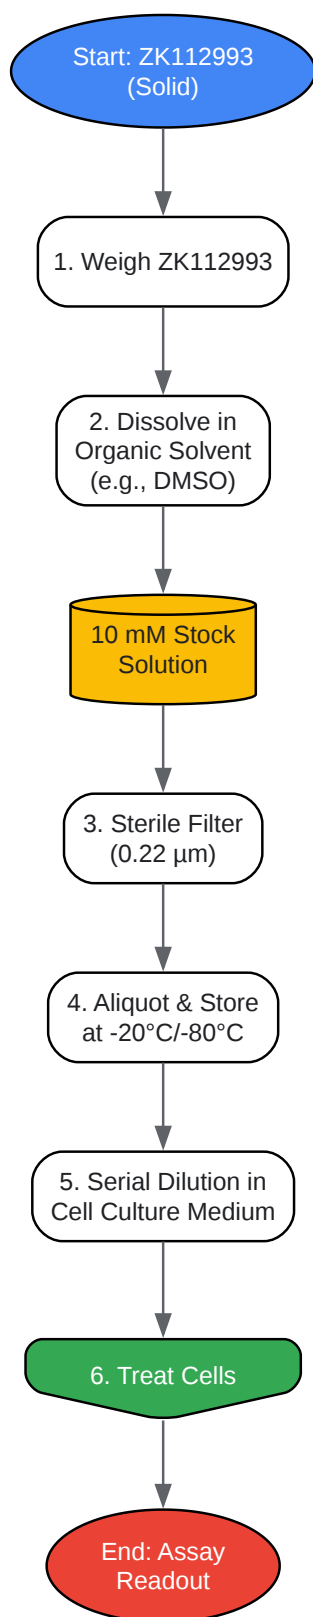 Start: ZK112993
(Solid)
1. Weigh ZK112993
2. Dissolve in
Organic Solvent
(e.g., DMSO)
10 mM Stock
Solution
3. Sterile Filter
(0.22 µm)
4. Aliquot & Store
at -20°C/-80°C
5. Serial Dilution in
Cell Culture Medium
6. Treat Cells
End: Assay
Readout